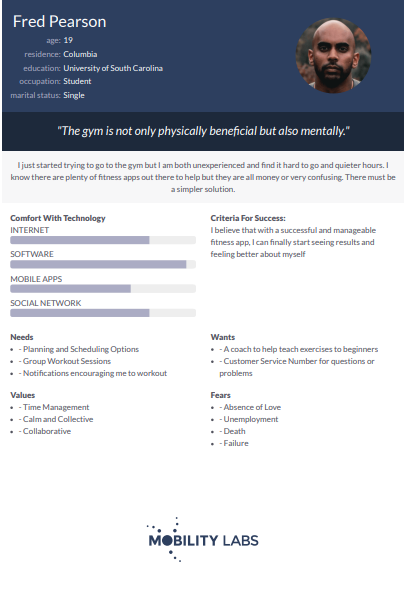 Fred Pearson
age: 19
residence: Columbia
education: University of South Carolina
occupation: Student
marital status: Single
"The gym is not only physically beneficial but also mentally."
I just started trying to go to the gym but I am both unexperienced and find it hard to go and quieter hours. I
know there are plenty of fitness apps out there to help but they are all money or very confusing. There must be
a simpler solution.
Comfort With Technology
INTERNET
SOFTWARE
MOBILE APPS
SOCIAL NETWORK
Criteria For Success:
I believe that with a successful and manageable
fitness app, I can finally start seeing results and
feeling better about myself
Needs
• - Planning and Scheduling Options
• - Group Workout Sessions
• - Notifications encouraging me to workout
Wants
• - A coach to help teach exercises to beginners
• - Customer Service Number for questions or
problems
Values
• - Time Management
• - Calm and Collective
• - Collaborative
Fears
• - Absence of Love
• - Unemployment
• - Death
• - Failure
MOBILITY LABS